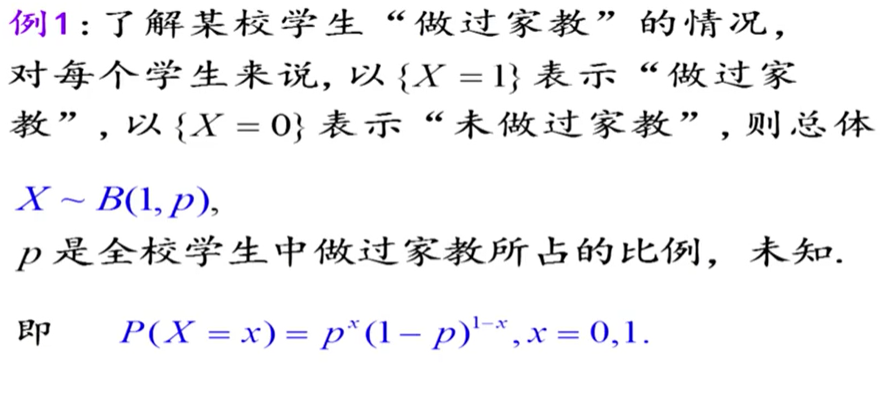 例1：了解某校学生“做过家教”的情况，
对每个学生来说, 以{X = 1}表示“做过家
教”, 以{X = 0}表示“未做过家教”, 则总体
X ~ B(1, p),
p 是全校学生中做过家教所占的比例, 未知.
即 P(X = x) = pˣ(1 − p)¹⁻ˣ, x = 0,1.